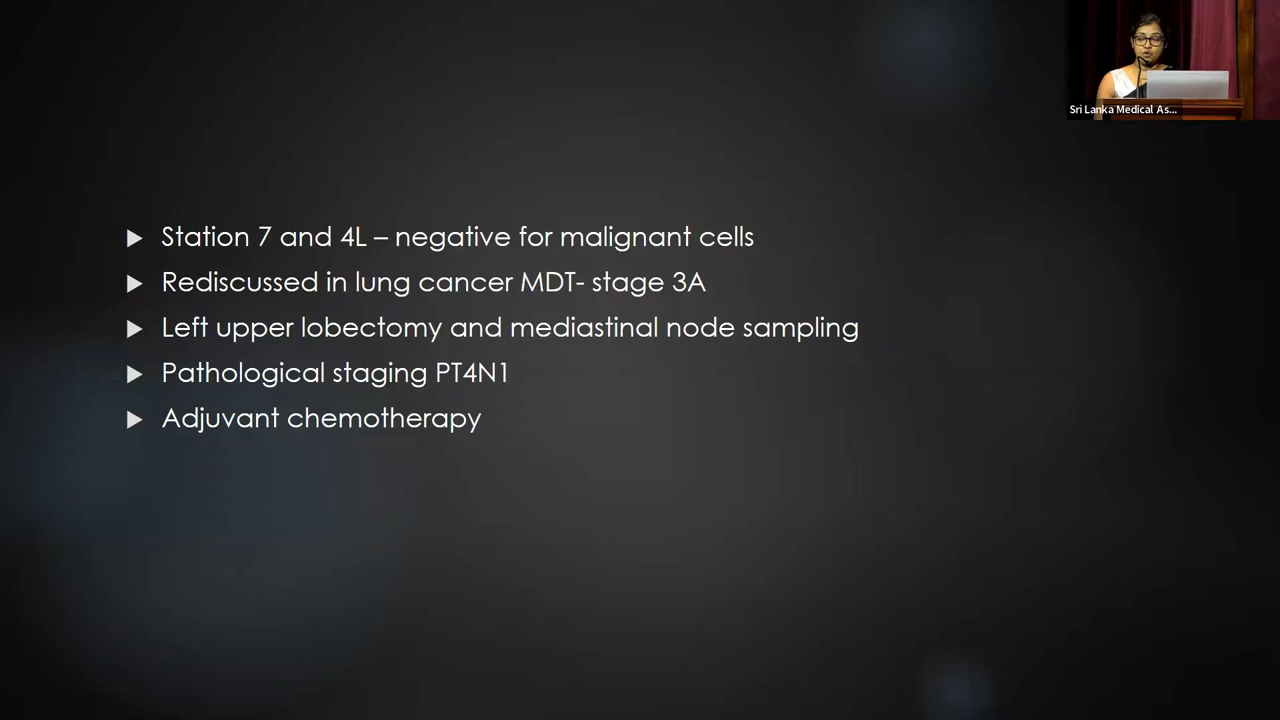 Sri Lanka Medical As...
Station 7 and 4L – negative for malignant cells
Rediscussed in lung cancer MDT- stage 3A
Left upper lobectomy and mediastinal node sampling
Pathological staging PT4N1
Adjuvant chemotherapy